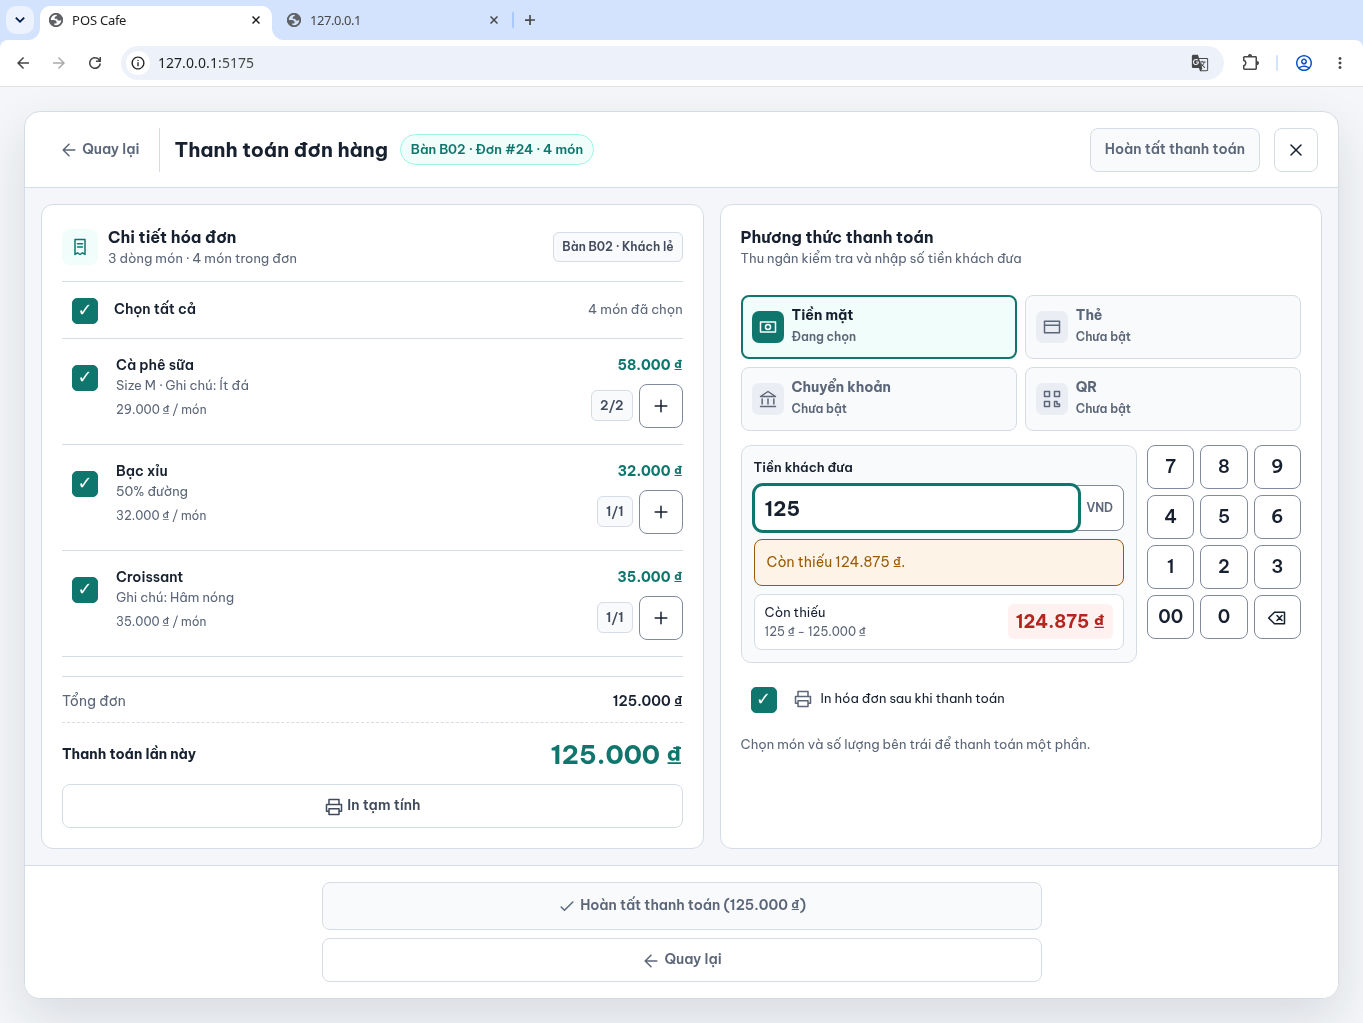 POS Cafe
127.0.0.1
127.0.0.1:5175
Quay lại
Thanh toán đơn hàng
Bàn B02 · Đơn #24 · 4 món
Hoàn tất thanh toán
Chi tiết hóa đơn
3 dòng món · 4 món trong đơn
Bàn B02 · Khách lẻ
Chọn tất cả
4 món đã chọn
Cà phê sữa
58.000 ₫
Size M · Ghi chú: Ít đá
29.000 ₫ / món
2/2
Bạc xỉu
32.000 ₫
50% đường
32.000 ₫ / món
1/1
Croissant
35.000 ₫
Ghi chú: Hâm nóng
35.000 ₫ / món
1/1
Tổng đơn
125.000 ₫
Thanh toán lần này
125.000 ₫
In tạm tính
Phương thức thanh toán
Thu ngân kiểm tra và nhập số tiền khách đưa
Tiền mặt
Đang chọn
Thẻ
Chưa bật
Chuyển khoản
Chưa bật
QR
Chưa bật
Tiền khách đưa
125
VND
Còn thiếu 124.875 ₫.
Còn thiếu
125 ₫ – 125.000 ₫
124.875 ₫
7 8 9
4 5 6
1 2 3
00 0
In hóa đơn sau khi thanh toán
Chọn món và số lượng bên trái để thanh toán một phần.
Hoàn tất thanh toán (125.000 ₫)
Quay lại